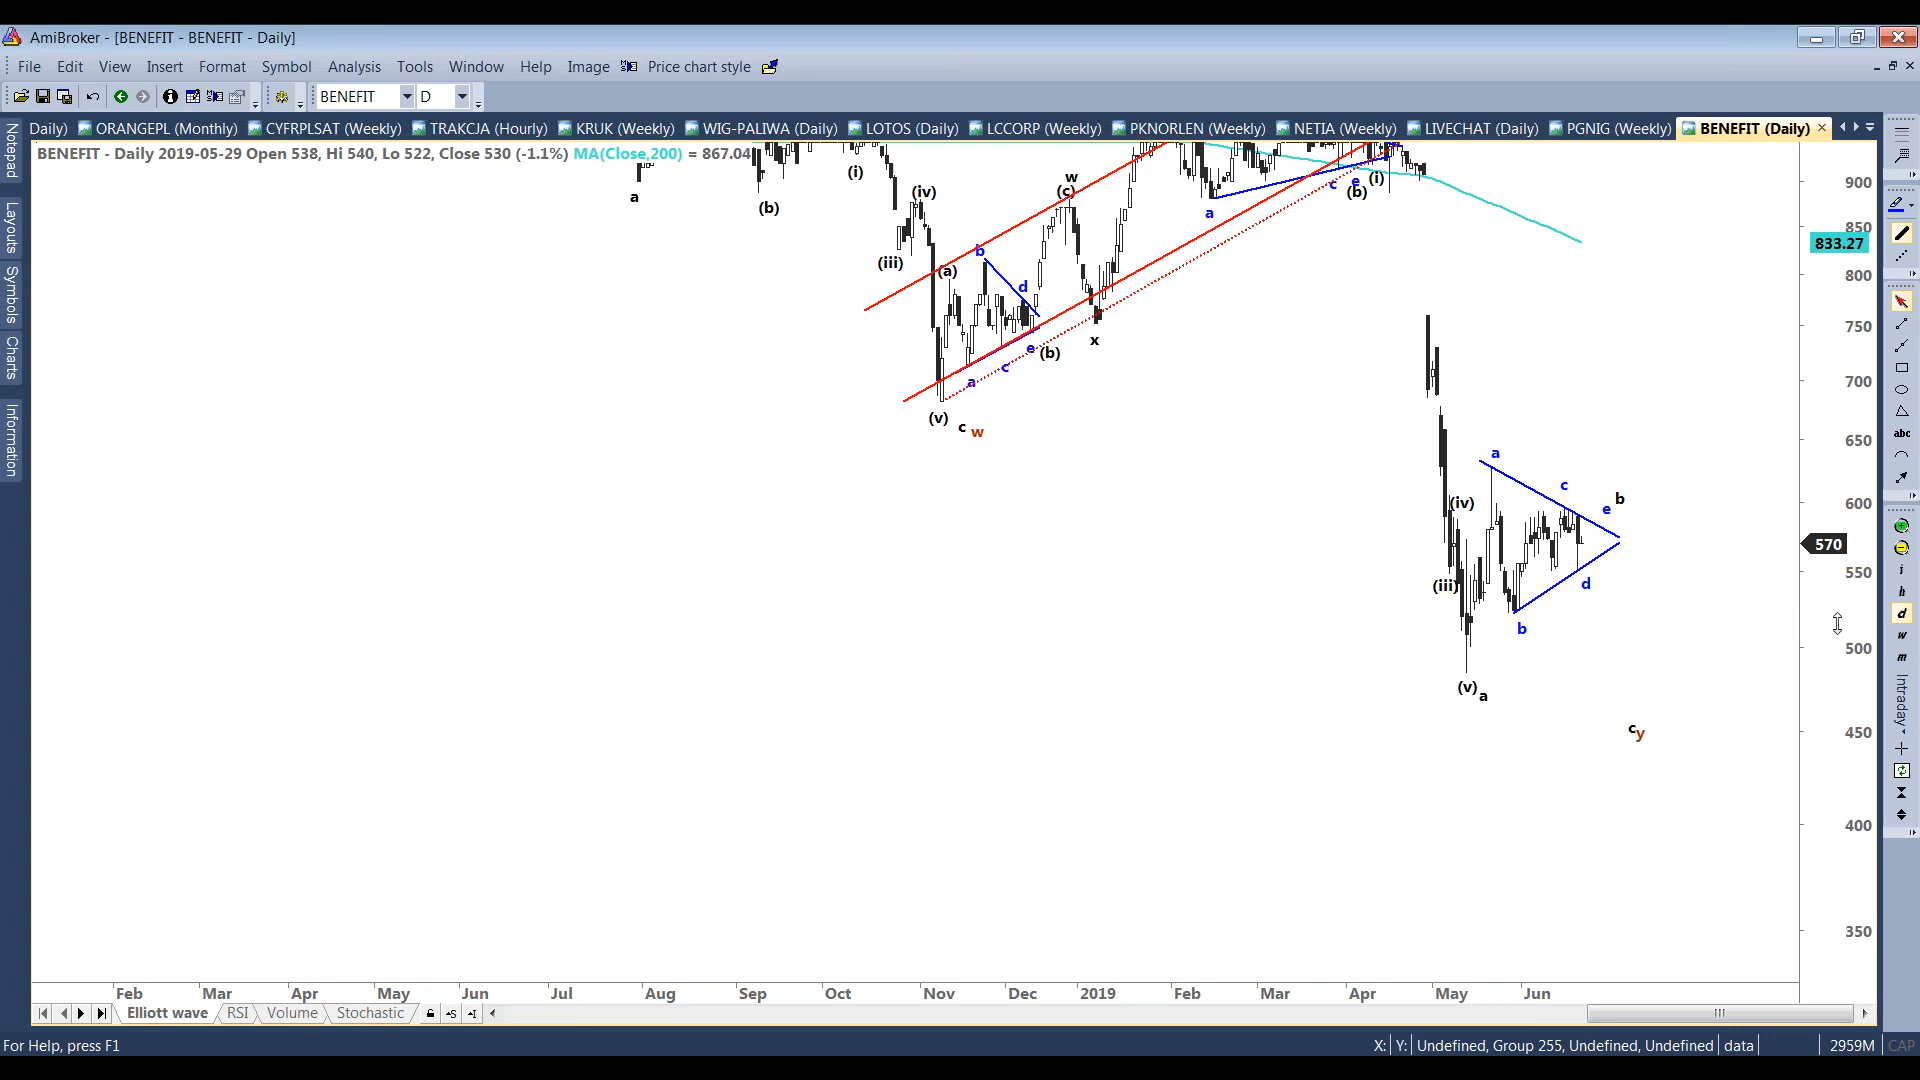 AmiBroker - [BENEFIT - BENEFIT - Daily]
File Edit View Insert Format Symbol Analysis Tools Window Help Image Price chart style
BENEFIT D
Daily) ORANGEPL (Monthly) CYFRPLSAT (Weekly) TRAKCJA (Hourly) KRUK (Weekly) WIG-PALIWA (Daily) LOTOS (Daily) LCCORP (Weekly) PKNORLEN (Weekly) NETIA (Weekly) LIVECHAT (Daily) PGNIG (Weekly) BENEFIT (Daily)
BENEFIT - Daily 2019-05-29 Open 538, Hi 540, Lo 522, Close 530 (-1.1%) MA(Close,200) = 867.04
Notepad
Layouts
Symbols
Charts
Information
a
(b)
(i)
(iii)
(iv)
(v) c w
(a)
b
d
a
c
e (b)
w
(c)
x
a
c e (i)
(b)
(iv)
(iii)
(v) a
a
c
e b
b
d
c y
900
850
833.27
800
750
700
650
600
570
550
500
450
400
350
abc
i
h
d
w
m
Intraday
Feb Mar Apr May Jun Jul Aug Sep Oct Nov Dec 2019 Feb Mar Apr May Jun
Elliott wave RSI Volume Stochastic
For Help, press F1
X: Y: Undefined, Group 255, Undefined, Undefined data 2959M CAP